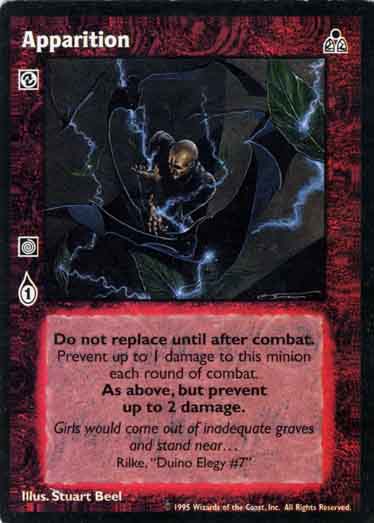 Apparition
1
Do not replace until after combat.
Prevent up to 1 damage to this minion
each round of combat.
As above, but prevent
up to 2 damage.
Girls would come out of inadequate graves
and stand near…
Rilke, "Duino Elegy #7"
Illus. Stuart Beel
© 1995 Wizards of the Coast, Inc. All Rights Reserved.